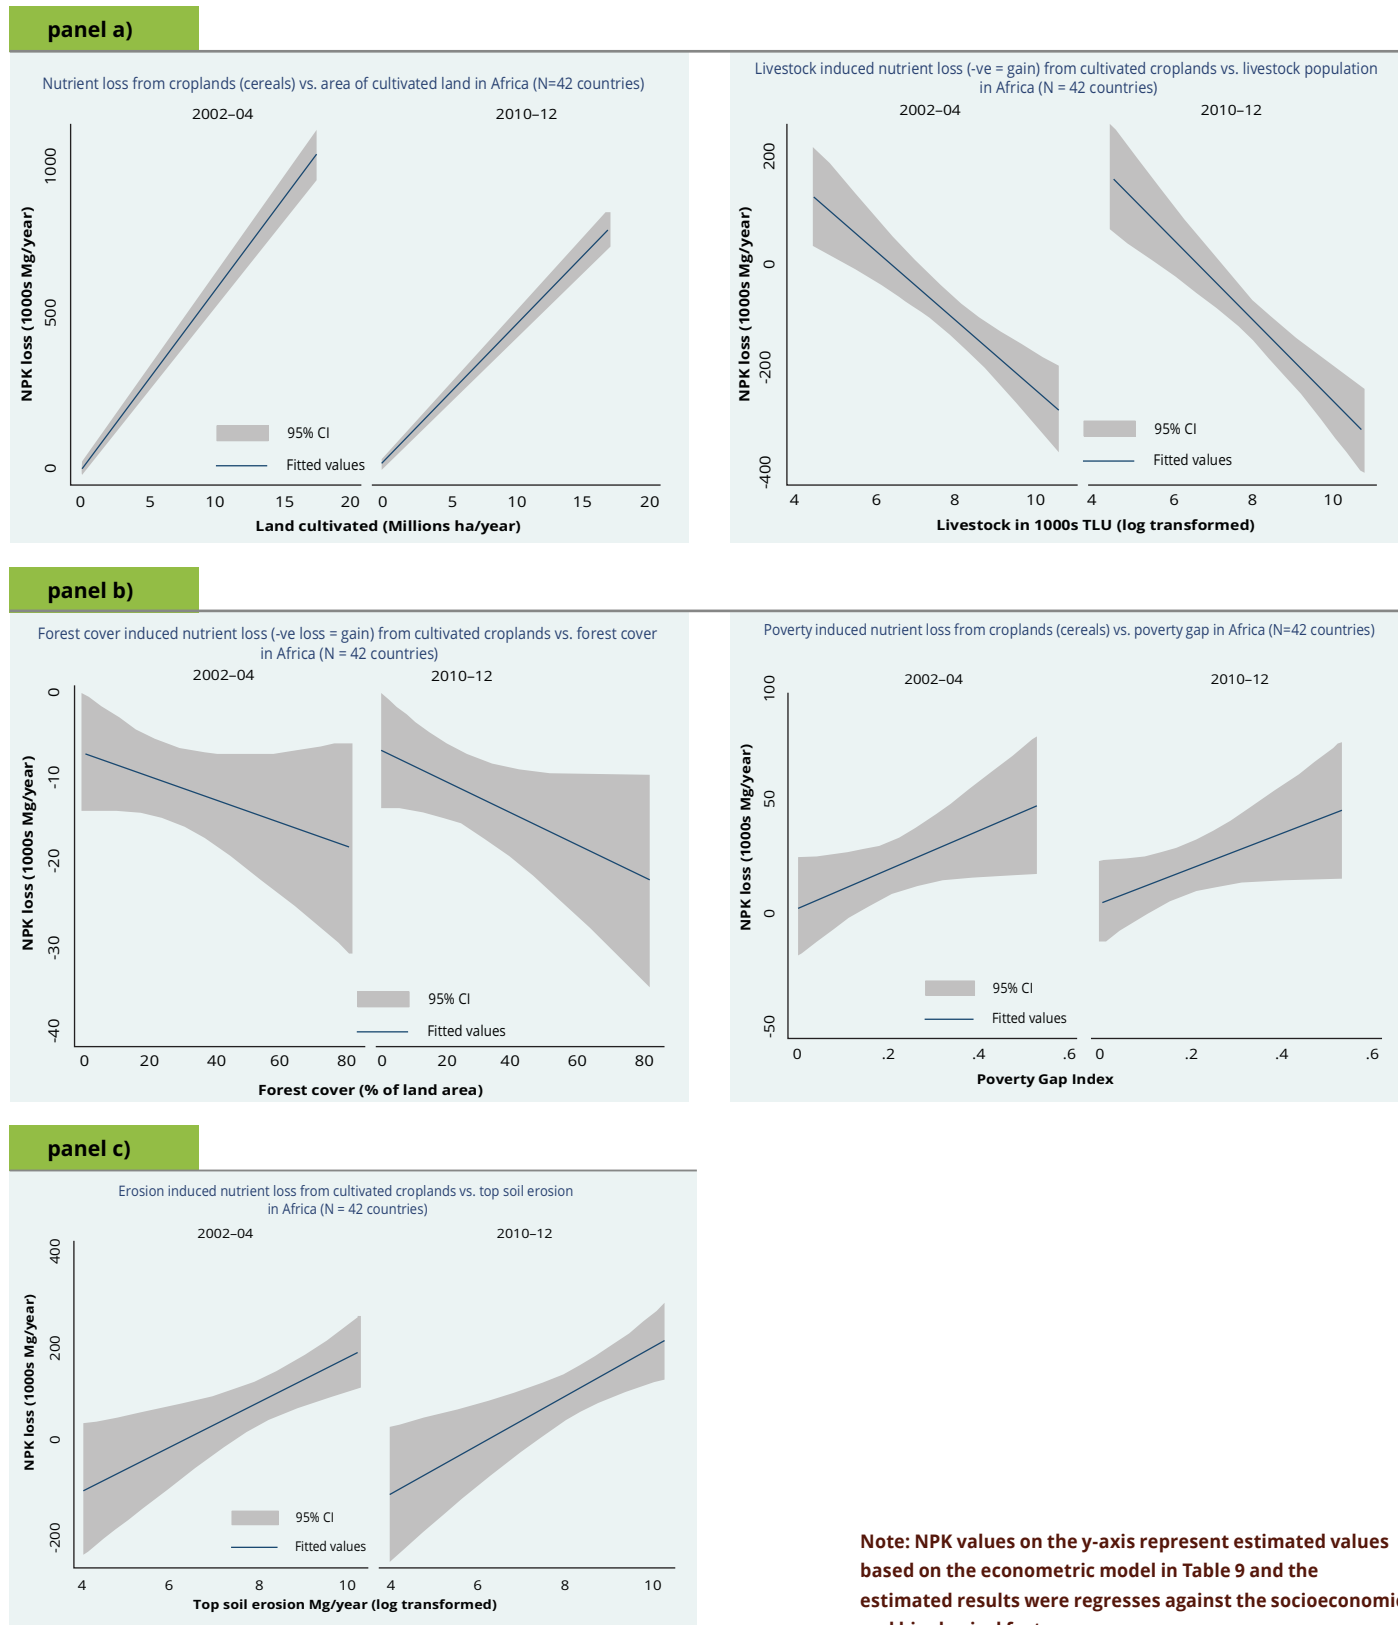 panel a)
Nutrient loss from croplands (cereals) vs. area of cultivated land in Africa (N=42 countries)
2002–04
2010–12
NPK loss (1000s Mg/year)
1000
500
0
95% CI
Fitted values
0 5 10 15 20 0 5 10 15 20
Land cultivated (Millions ha/year)
Livestock induced nutrient loss (-ve = gain) from cultivated croplands vs. livestock population
in Africa (N = 42 countries)
2002–04
2010–12
NPK loss (1000s Mg/year)
200
0
-200
-400
95% CI
Fitted values
4 6 8 10 4 6 8 10
Livestock in 1000s TLU (log transformed)
panel b)
Forest cover induced nutrient loss (-ve loss = gain) from cultivated croplands vs. forest cover
in Africa (N = 42 countries)
2002–04
2010–12
NPK loss (1000s Mg/year)
0
-10
-20
-30
-40
95% CI
Fitted values
0 20 40 60 80 0 20 40 60 80
Forest cover (% of land area)
Poverty induced nutrient loss from croplands (cereals) vs. poverty gap in Africa (N=42 countries)
2002–04
2010–12
NPK loss (1000s Mg/year)
100
50
0
-50
95% CI
Fitted values
0 .2 .4 .6 0 .2 .4 .6
Poverty Gap Index
panel c)
Erosion induced nutrient loss from cultivated croplands vs. top soil erosion
in Africa (N = 42 countries)
2002–04
2010–12
NPK loss (1000s Mg/year)
400
200
0
-200
95% CI
Fitted values
4 6 8 10 4 6 8 10
Top soil erosion Mg/year (log transformed)
Note: NPK values on the y-axis represent estimated values
based on the econometric model in Table 9 and the
estimated results were regresses against the